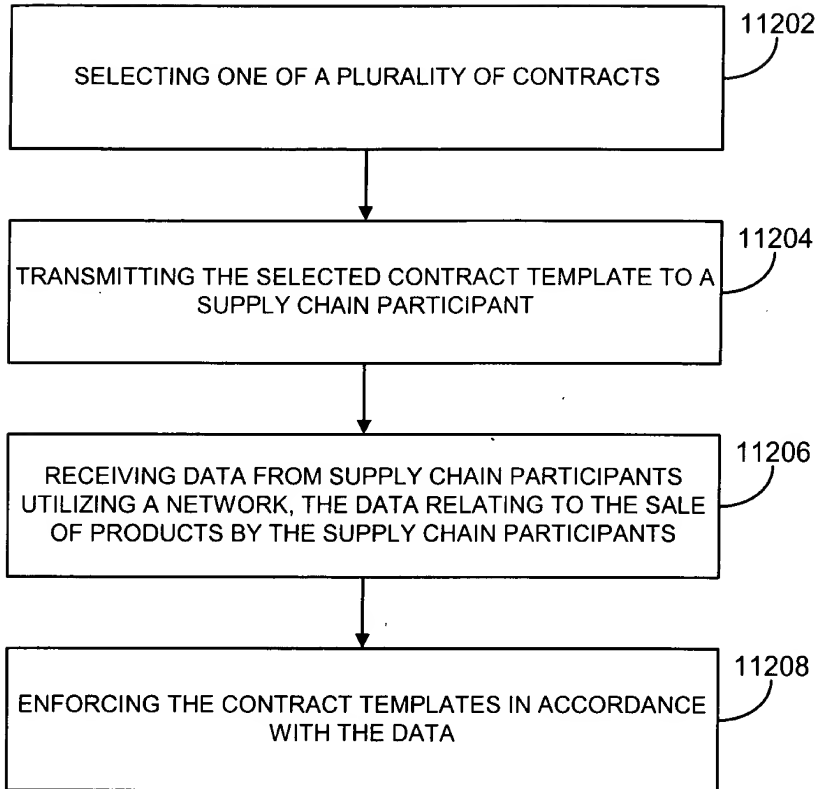 11202
SELECTING ONE OF A PLURALITY OF CONTRACTS
11204
TRANSMITTING THE SELECTED CONTRACT TEMPLATE TO A
SUPPLY CHAIN PARTICIPANT
11206
RECEIVING DATA FROM SUPPLY CHAIN PARTICIPANTS
UTILIZING A NETWORK, THE DATA RELATING TO THE SALE
OF PRODUCTS BY THE SUPPLY CHAIN PARTICIPANTS
11208
ENFORCING THE CONTRACT TEMPLATES IN ACCORDANCE
WITH THE DATA